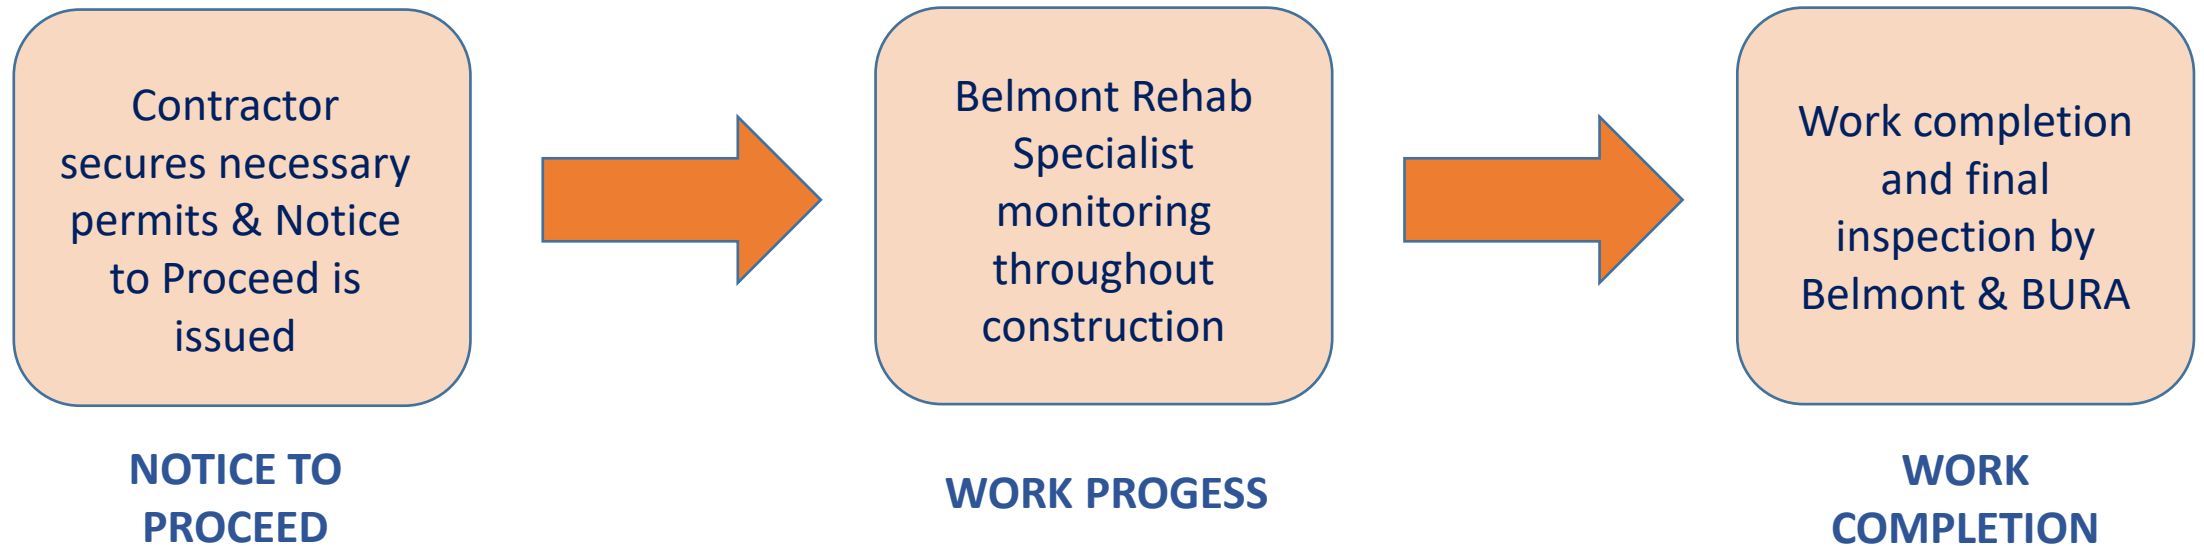 Contractor
secures necessary
permits & Notice
to Proceed is
issued
NOTICE TO
PROCEED
Belmont Rehab
Specialist
monitoring
throughout
construction
WORK PROGESS
Work completion
and final
inspection by
Belmont & BURA
WORK
COMPLETION